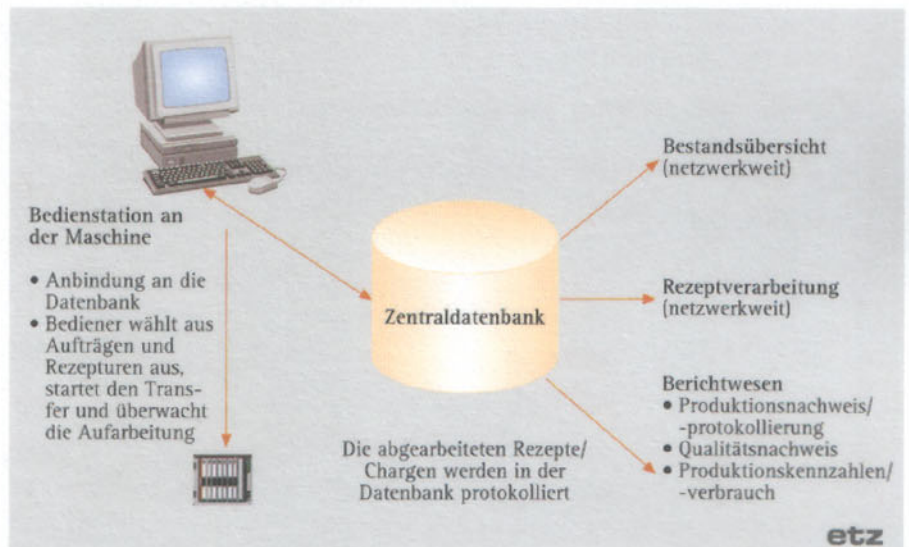 Bedienstation an
der Maschine
• Anbindung an die
Datenbank
• Bediener wählt aus
Aufträgen und
Rezepturen aus,
startet den Trans-
fer und überwacht
die Aufarbeitung
Zentraldatenbank
Die abgearbeiteten Rezepte/
Chargen werden in der
Datenbank protokolliert
Bestandsübersicht
(netzwerkweit)
Rezeptverarbeitung
(netzwerkweit)
Berichtwesen
• Produktionsnachweis/
-protokollierung
• Qualitätsnachweis
• Produktionskennzahlen/
-verbrauch
etz